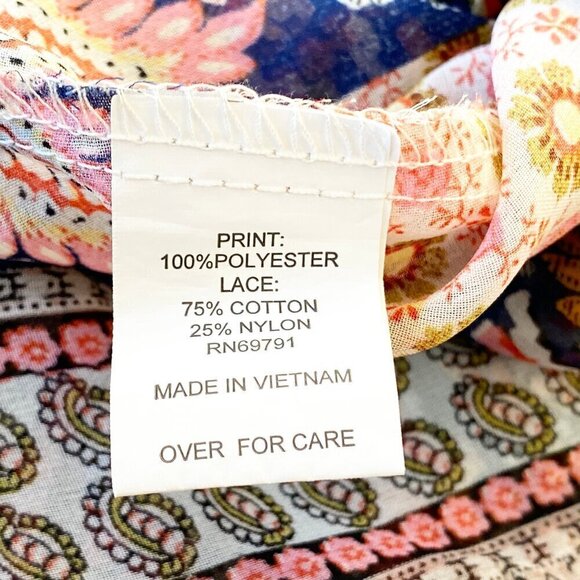 PRINT:
100%POLYESTER
LACE:
75% COTTON
25% NYLON
RN69791
MADE IN VIETNAM
OVER FOR CARE